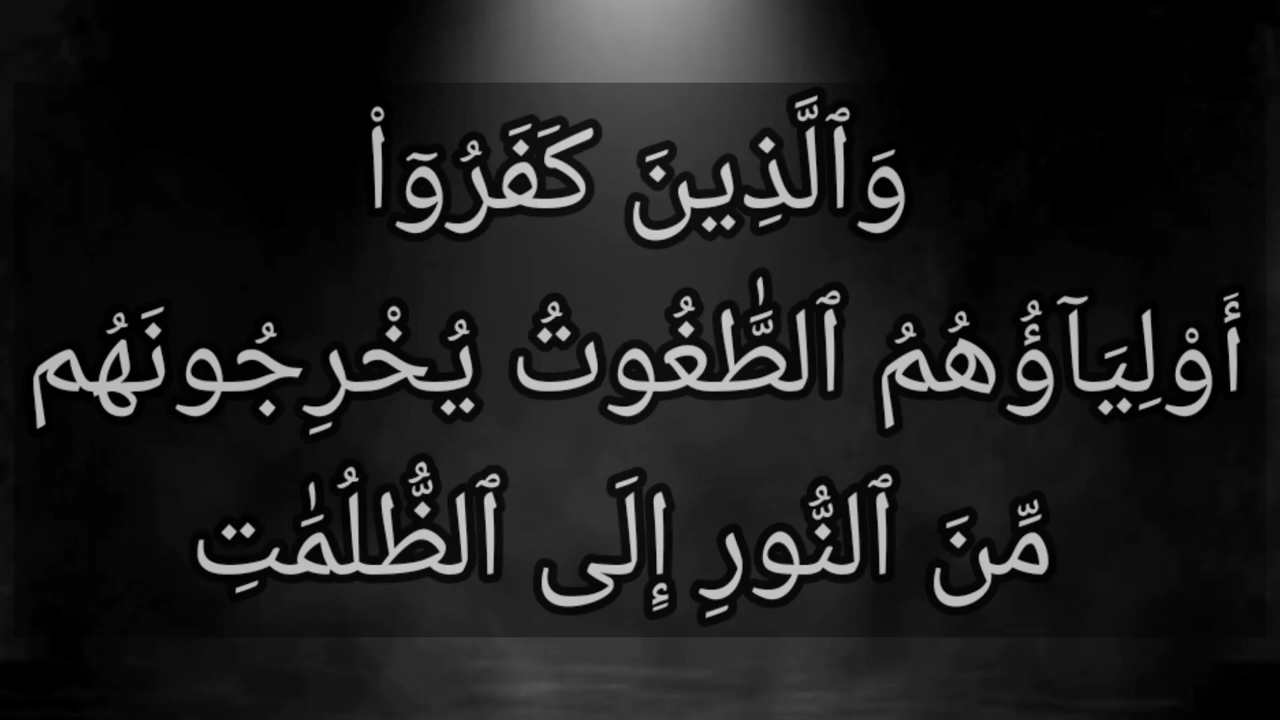 وَٱلَّذِينَ كَفَرُوٓا۟
أَوْلِيَآؤُهُمُ ٱلطَّٰغُوتُ يُخْرِجُونَهُم
مِّنَ ٱلنُّورِ إِلَى ٱلظُّلُمَٰتِ